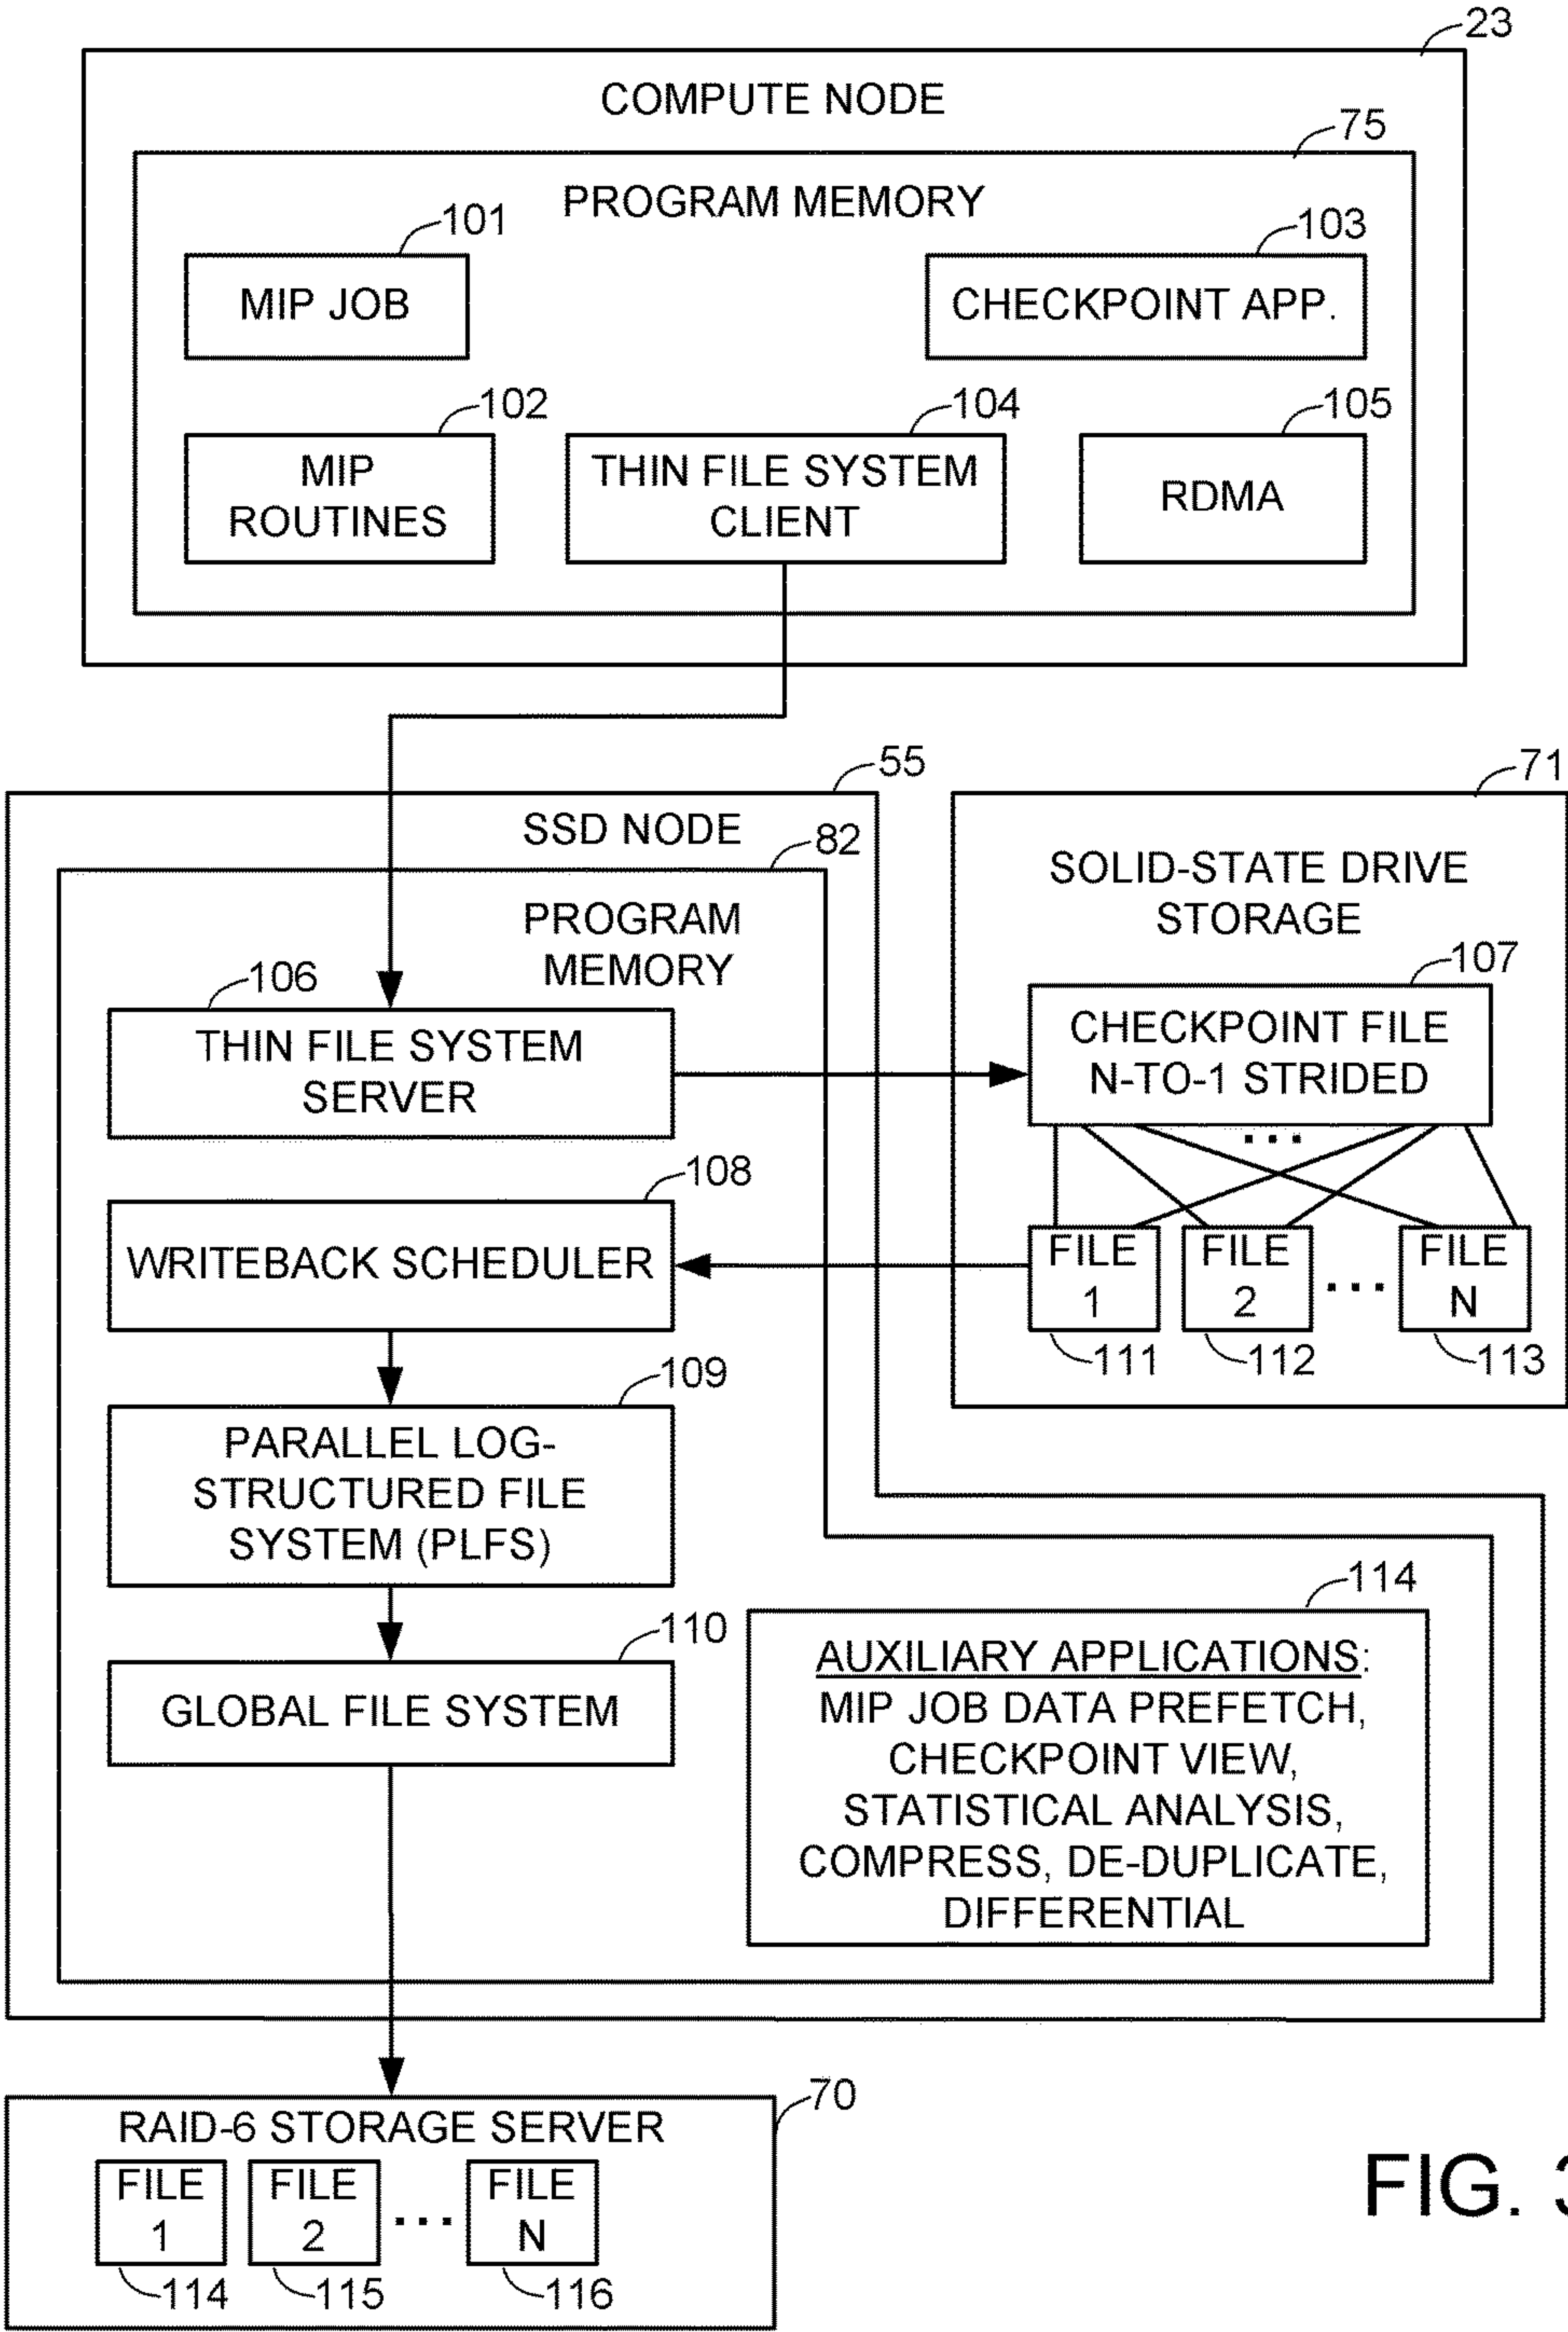 23
COMPUTE NODE
75
PROGRAM MEMORY
101
103
MIP JOB
CHECKPOINT APP.
102
104
105
MIP
ROUTINES
THIN FILE SYSTEM
CLIENT
RDMA
55
71
SSD NODE
82
PROGRAM
MEMORY
SOLID-STATE DRIVE
STORAGE
106
107
THIN FILE SYSTEM
SERVER
CHECKPOINT FILE
N-TO-1 STRIDED
...
108
WRITEBACK SCHEDULER
FILE
1
FILE
2
...
FILE
N
111
112
113
109
PARALLEL LOG-
STRUCTURED FILE
SYSTEM (PLFS)
110
GLOBAL FILE SYSTEM
114
AUXILIARY APPLICATIONS:
MIP JOB DATA PREFETCH,
CHECKPOINT VIEW,
STATISTICAL ANALYSIS,
COMPRESS, DE-DUPLICATE,
DIFFERENTIAL
70
RAID-6 STORAGE SERVER
FILE
1
FILE
2
...
FILE
N
114
115
116
FIG. 3